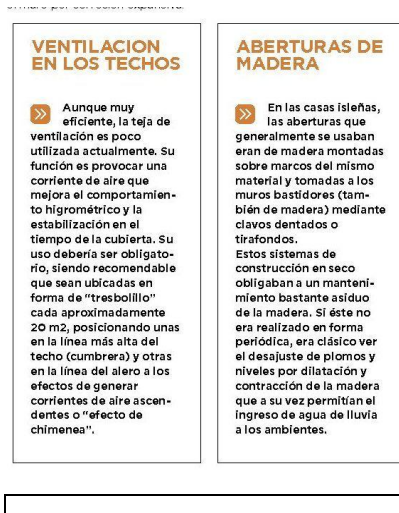 VENTILACION
EN LOS TECHOS
Aunque muy
eficiente, la teja de
ventilación es poco
utilizada actualmente. Su
función es provocar una
corriente de aire que
mejora el comportamien-
to higrométrico y la
estabilización en el
tiempo de la cubierta. Su
uso debería ser obligato-
rio, siendo recomendable
que sean ubicadas en
forma de “tresbolillo”
cada aproximadamente
20 m2, posicionando unas
en la línea más alta del
techo (cumbrera) y otras
en la línea del alero a los
efectos de generar
corrientes de aire ascen-
dentes o “efecto de
chimenea”.
ABERTURAS DE
MADERA
En las casas isleñas,
las aberturas que
generalmente se usaban
eran de madera montadas
sobre marcos del mismo
material y tomadas a los
muros bastidores (tam-
bién de madera) mediante
clavos dentados o
tirafondos.
Estos sistemas de
construcción en seco
obligaban a un manteni-
miento bastante asiduo
de la madera. Si éste no
era realizado en forma
periódica, era clásico ver
el desajuste de plomos y
niveles por dilatación y
contracción de la madera
que a su vez permitían el
ingreso de agua de lluvia
a los ambientes.